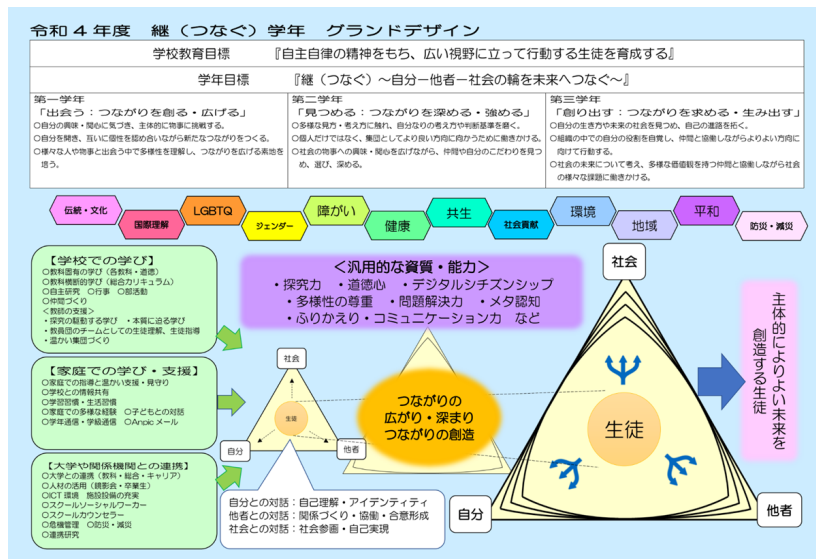 令和４年度　継（つなぐ）学年　グランドデザイン
学校教育目標　『自主自律の精神をもち、広い視野に立って行動する生徒を育成する』
学年目標　『継（つなぐ）～自分－他者－社会の輪を未来へつなぐ～』
第一学年
「出会う：つながりを創る・広げる」
○自分の興味・関心に気づき、主体的に物事に挑戦する。
○自分を開き、互いに個性を認め合いながら新たなつながりをつくる。
○様々な人や物事と出会う中で多様性を理解し、つながりを広げる素地を
培う。
第二学年
「見つめる：つながりを深める・強める」
○多様な見方・考え方に触れ、自分なりの考え方や判断基準を磨く。
○個人だけではなく、集団としてより良い方向に向かうために働きかける。
○社会の物事への興味・関心を広げながら、仲間や自分のこだわりを見つ
め、選び、深める。
第三学年
「創り出す：つながりを求める・生み出す」
○自分の生き方や未来の社会を見つめ、自己の進路を拓く。
○組織の中での自分の役割を自覚し、仲間と協働しながらよりよい方向に
向けて行動する。
○社会の未来について考え、多様な価値観を持つ仲間と協働しながら社会
の様々な課題に働きかける。
伝統・文化
国際理解
LGBTQ
ジェンダー
障がい
健康
共生
社会貢献
環境
地域
平和
防災・減災
【学校での学び】
○教科固有の学び（各教科・道徳）
○教科横断的学び（総合カリキュラム）
○自主研究　○行事　○部活動
○仲間づくり
＜教師の支援＞
・探究の駆動する学び　・本質に迫る学び
・教員団のチームとしての生徒理解、生徒指導
・温かい集団づくり
【家庭での学び・支援】
○家庭での指導と温かい支援・見守り
○学校との情報共有
○学習習慣・生活習慣
○家庭での多様な経験　○子どもとの対話
○学年通信・学級通信　○Anpicメール
【大学や関係機関との連携】
○大学との連携（教科・総合・キャリア）
○人材の活用（親影会・卒業生）
○ICT環境　施設設備の充実
○スクールソーシャルワーカー
○スクールカウンセラー
○危機管理　○防災・減災
○連携研究
＜汎用的な資質・能力＞
・探究力　・道徳心　・デジタルシチズンシップ
・多様性の尊重　・問題解決力　・メタ認知
・ふりかえり・コミュニケーション力　など
社会
生徒
自分
他者
つながりの
広がり・深まり
つながりの創造
自分との対話：自己理解・アイデンティティ
他者との対話：関係づくり・協働・合意形成
社会との対話：社会参画・自己実現
社会
生徒
自分
他者
主体的によりよい未来を
創造する生徒